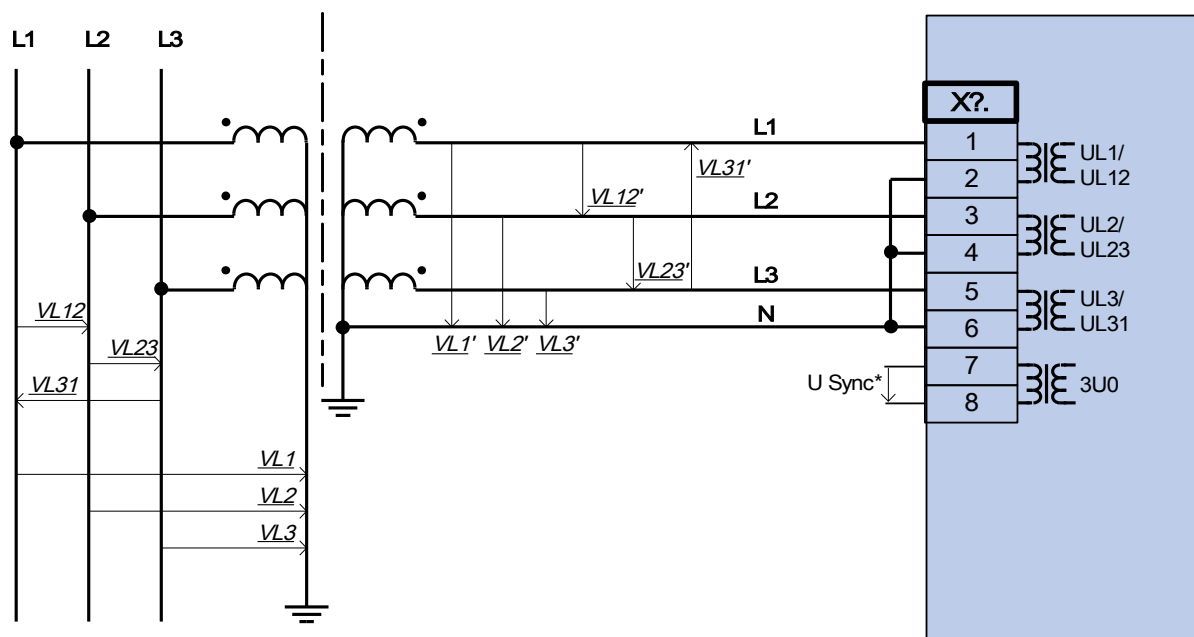 L1 L2 L3
X?.
L1
1
UL1/
UL12
VL31'
2
VL12'
L2
3
UL2/
UL23
4
VL23'
L3
5
UL3/
UL31
VL12
N
6
VL1' VL2' VL3'
VL23
7
U Sync*
3U0
VL31
8
VL1
VL2
VL3